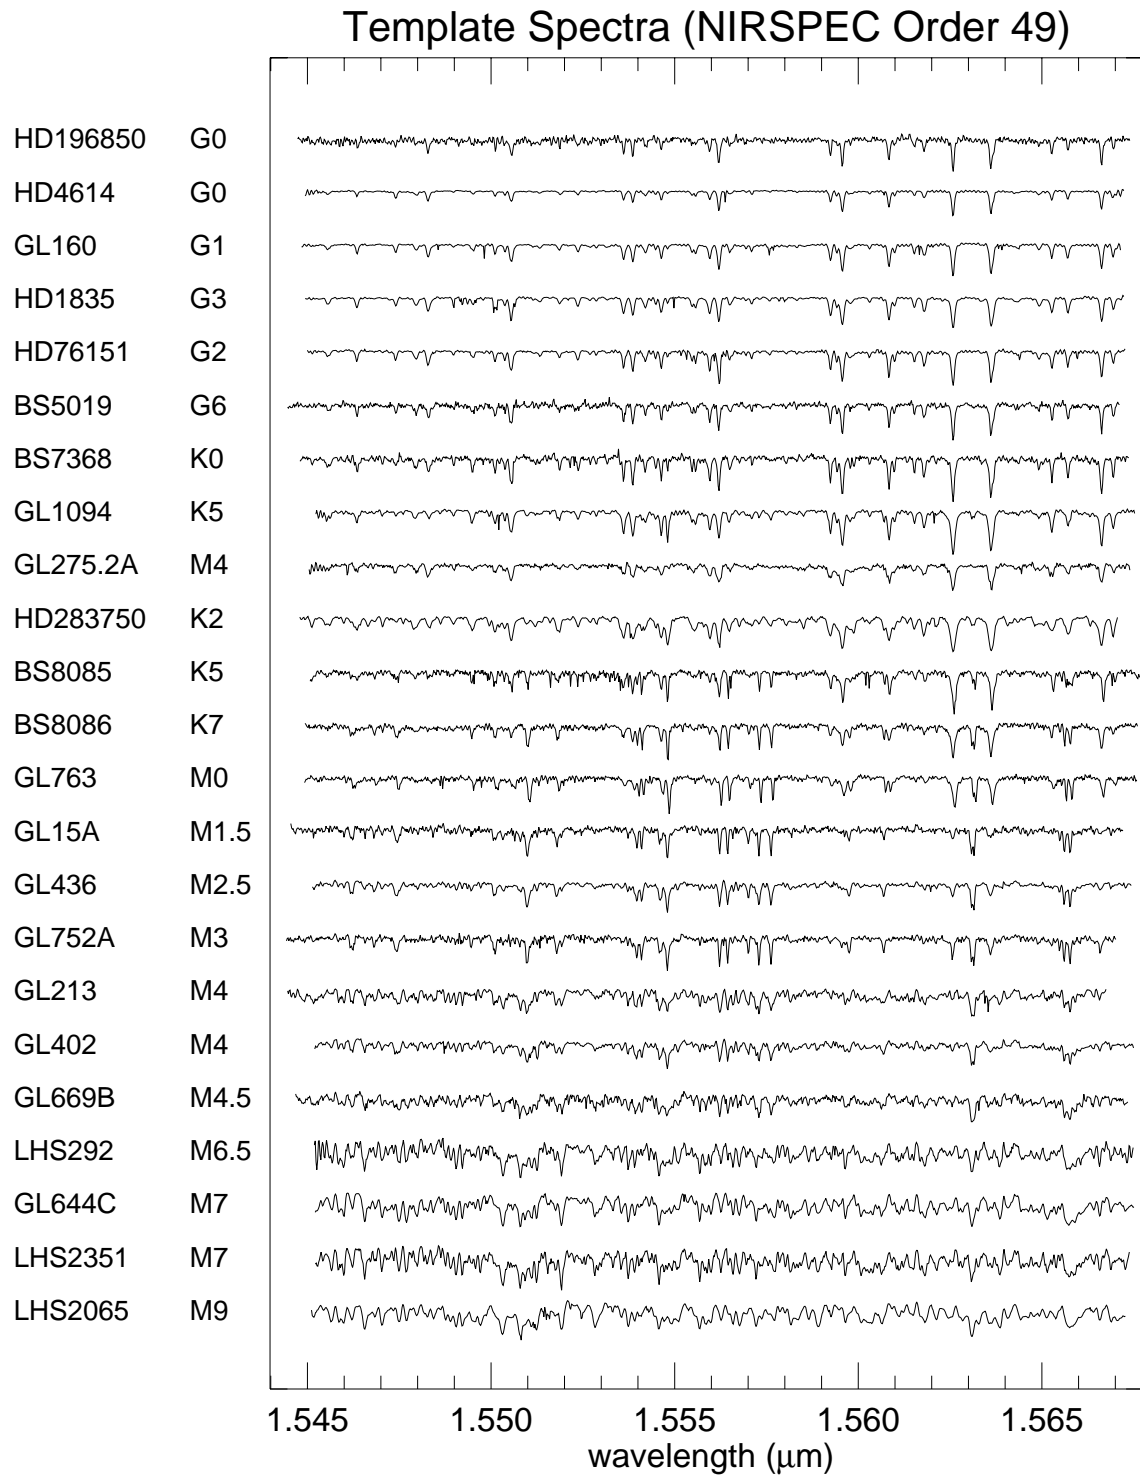 Template Spectra (NIRSPEC Order 49)
HD196850 G0
HD4614 G0
GL160 G1
HD1835 G3
HD76151 G2
BS5019 G6
BS7368 K0
GL1094 K5
GL275.2A M4
HD283750 K2
BS8085 K5
BS8086 K7
GL763 M0
GL15A M1.5
GL436 M2.5
GL752A M3
GL213 M4
GL402 M4
GL669B M4.5
LHS292 M6.5
GL644C M7
LHS2351 M7
LHS2065 M9
1.545 1.550 1.555 1.560 1.565
wavelength (μm)